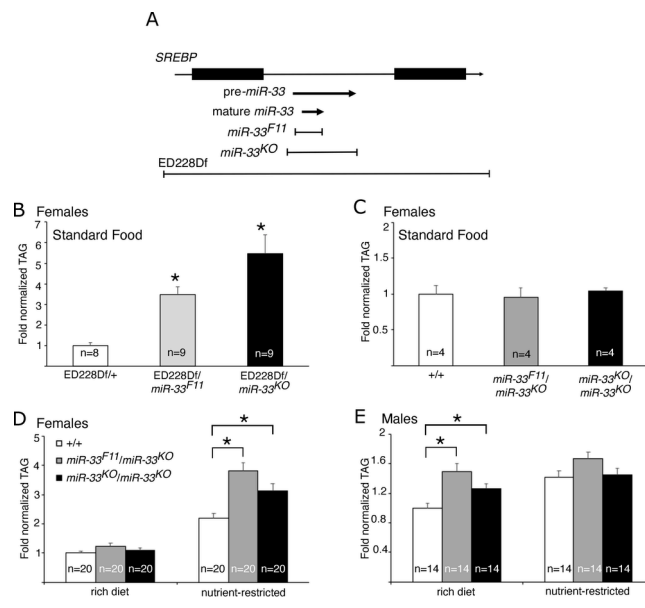 A
SREBP
pre-miR-33
mature miR-33
miR-33F11
miR-33KO
ED228Df
B Females
Standard Food
Fold normalized TAG
7
6
5
4
3
2
1
n=8
n=9
n=9
ED228Df/+
ED228Df/
miR-33F11
ED228Df/
miR-33KO
*
*
C Females
Standard Food
Fold normalized TAG
2
1.5
1
0.5
n=4
n=4
n=4
+/+
miR-33F11/
miR-33KO
miR-33KO/
miR-33KO
D Females
Fold normalized TAG
5
4
3
2
1
+/+
miR-33F11/miR-33KO
miR-33KO/miR-33KO
*
*
n=20
n=20
n=20
n=20
n=20
n=20
rich diet
nutrient-restricted
E Males
Fold normalized TAG
2
1.6
1.2
0.8
0.4
*
*
n=14
n=14
n=14
n=14
n=14
n=14
rich diet
nutrient-restricted